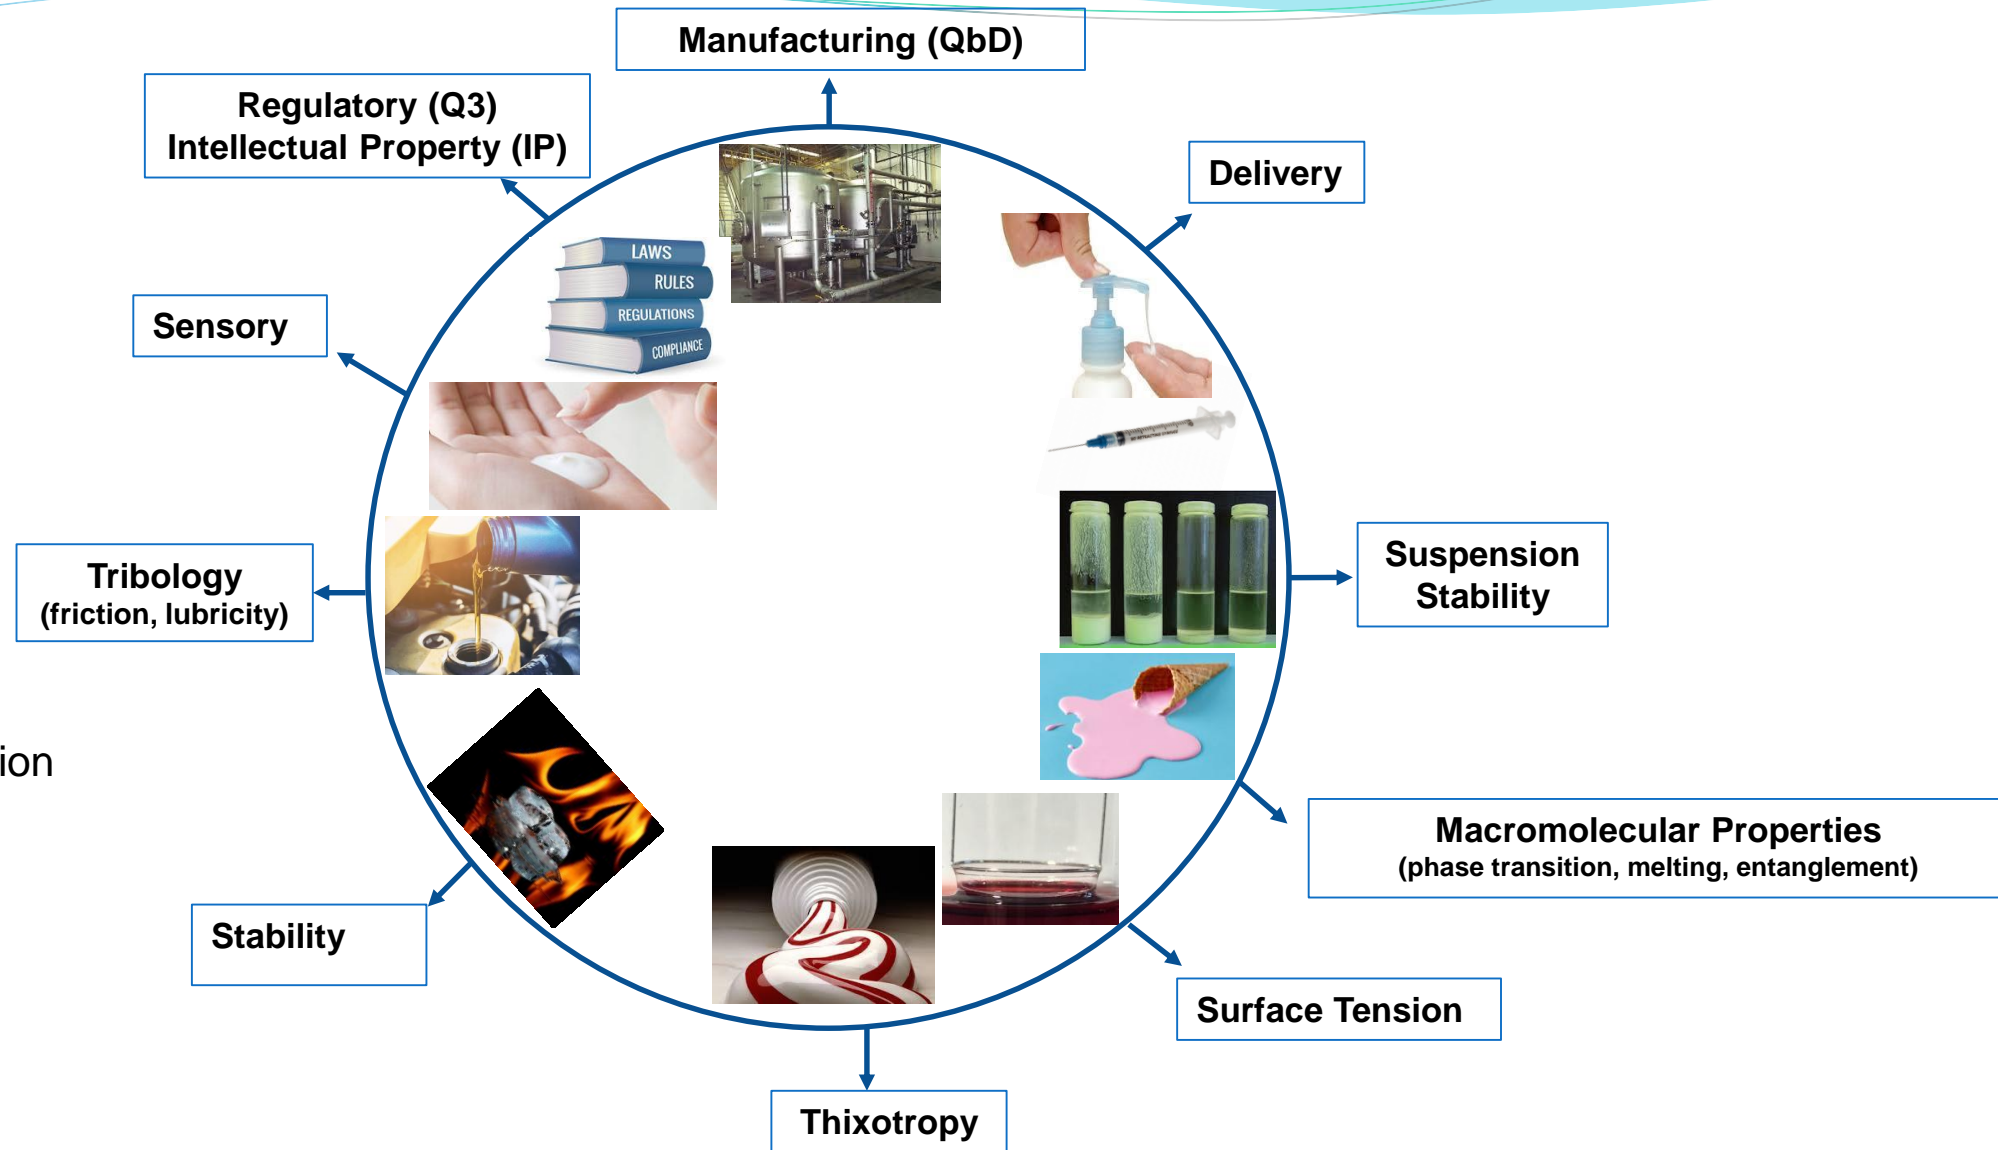 Manufacturing (QbD)
Regulatory (Q3)
Intellectual Property (IP)
Delivery
LAWS
RULES
REGULATIONS
COMPLIANCE
Sensory
Suspension
Stability
Tribology
(friction, lubricity)
ion
Macromolecular Properties
(phase transition, melting, entanglement)
Stability
Surface Tension
Thixotropy